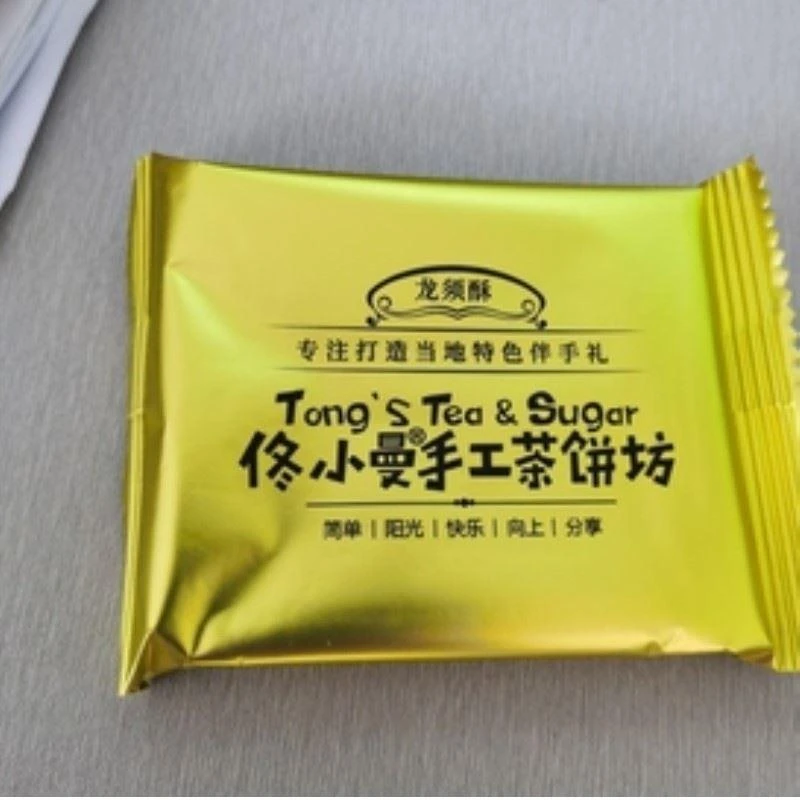 龙须酥
专注打造当地特色伴手礼
Tong's Tea & Sugar
佟小曼®手工茶饼坊
简单|阳光|快乐|向上|分享